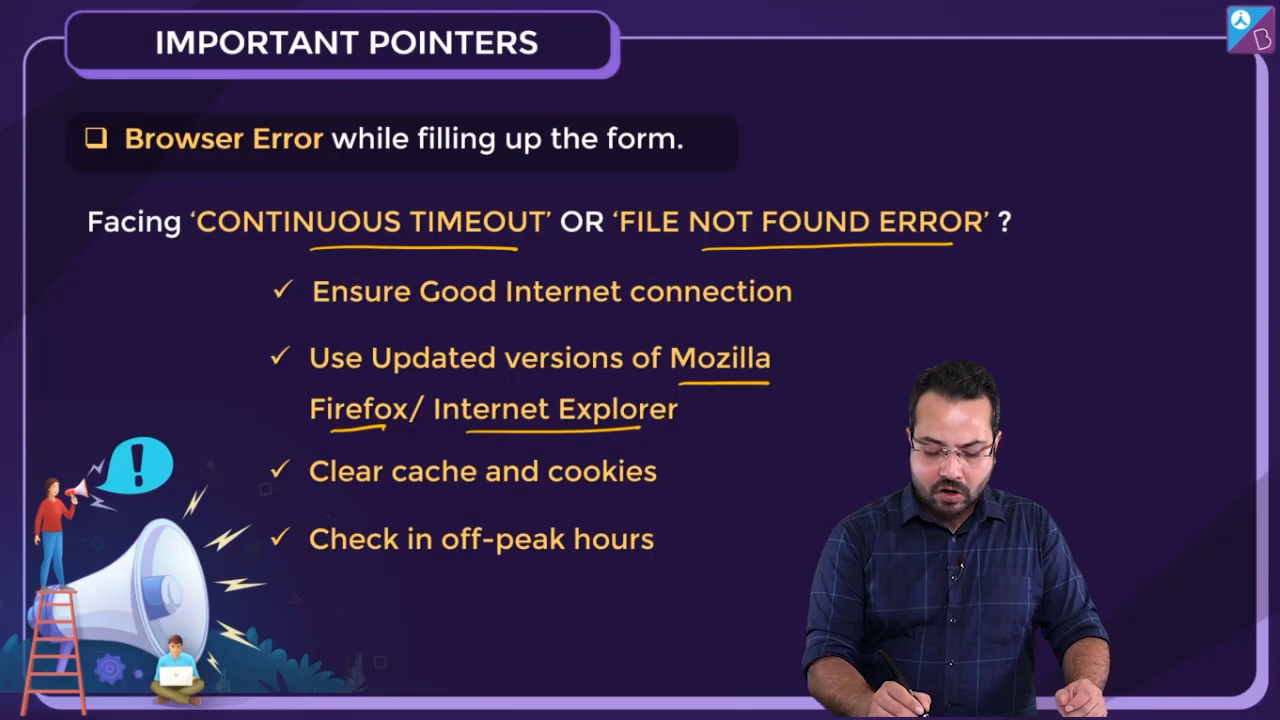 IMPORTANT POINTERS
❑ Browser Error while filling up the form.
Facing ‘CONTINUOUS TIMEOUT’ OR ‘FILE NOT FOUND ERROR’ ?
✓ Ensure Good Internet connection
✓ Use Updated versions of Mozilla
Firefox/ Internet Explorer
✓ Clear cache and cookies
✓ Check in off-peak hours